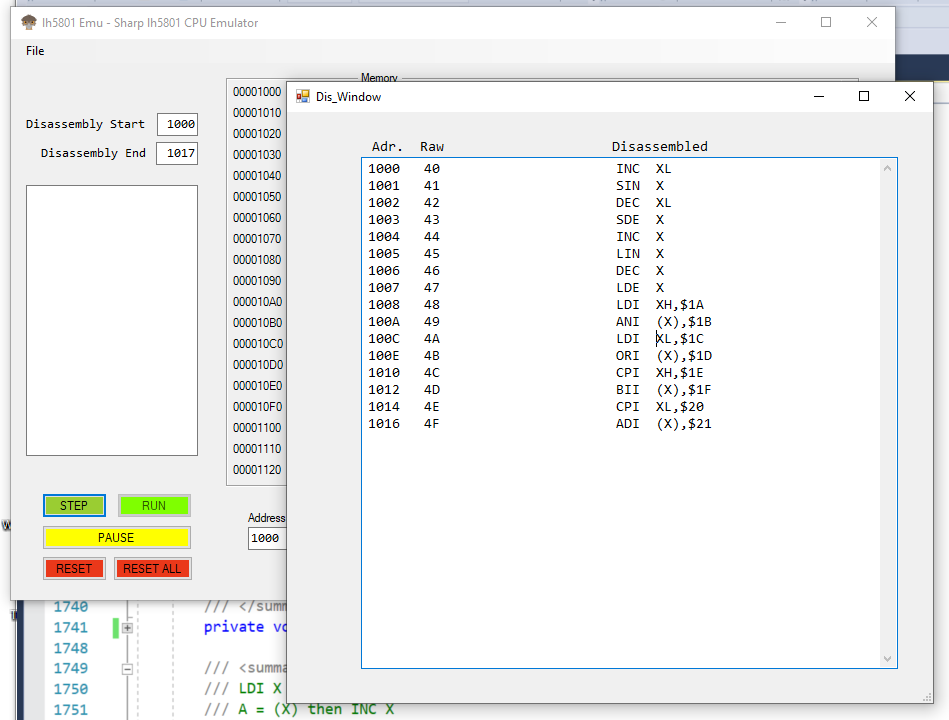 lh5801 Emu - Sharp lh5801 CPU Emulator
File
Memory
Disassembly Start 1000
Disassembly End 1017
00001000
00001010
00001020
00001030
00001040
00001050
00001060
00001070
00001080
00001090
000010A0
000010B0
000010C0
000010D0
000010E0
000010F0
00001100
00001110
00001120
STEP RUN
PAUSE
RESET RESET ALL
Address
1000
Dis_Window
Adr. Raw Disassembled
1000 40 INC XL
1001 41 SIN X
1002 42 DEC XL
1003 43 SDE X
1004 44 INC X
1005 45 LIN X
1006 46 DEC X
1007 47 LDE X
1008 48 LDI XH,$1A
100A 49 ANI (X),$1B
100C 4A LDI XL,$1C
100E 4B ORI (X),$1D
1010 4C CPI XH,$1E
1012 4D BII (X),$1F
1014 4E CPI XL,$20
1016 4F ADI (X),$21
1740 /// </summ
1741 private vo
1748
1749 /// <summa
1750 /// LDI X
1751 /// A = (X) then INC X